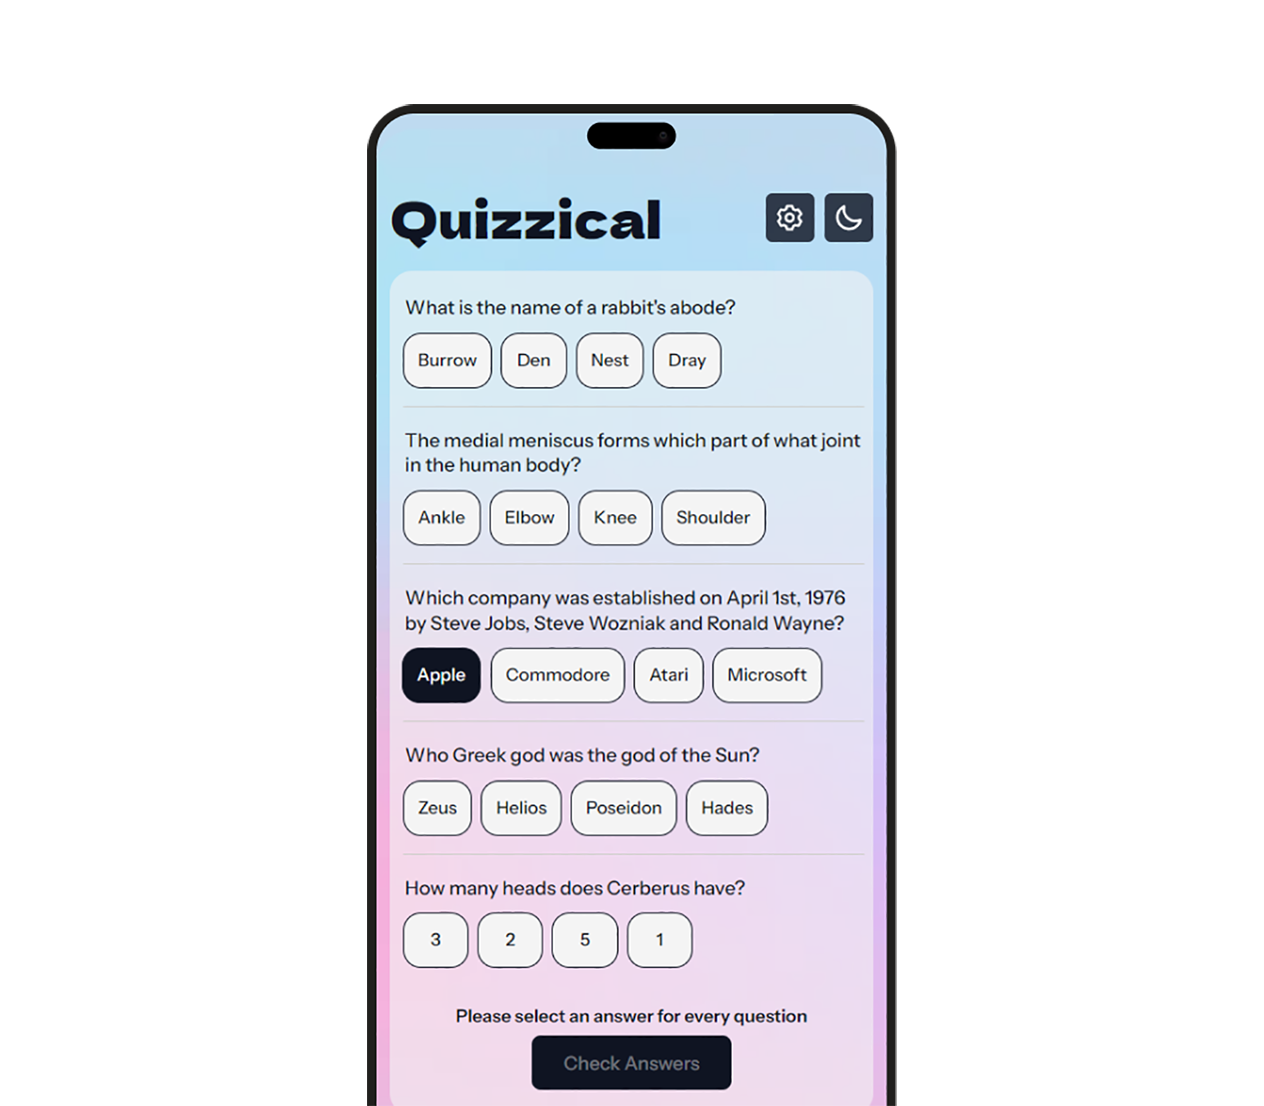 Quizzical
What is the name of a rabbit's abode?
Burrow Den Nest Dray
The medial meniscus forms which part of what joint
in the human body?
Ankle Elbow Knee Shoulder
Which company was established on April 1st, 1976
by Steve Jobs, Steve Wozniak and Ronald Wayne?
Apple Commodore Atari Microsoft
Who Greek god was the god of the Sun?
Zeus Helios Poseidon Hades
How many heads does Cerberus have?
3 2 5 1
Please select an answer for every question
Check Answers